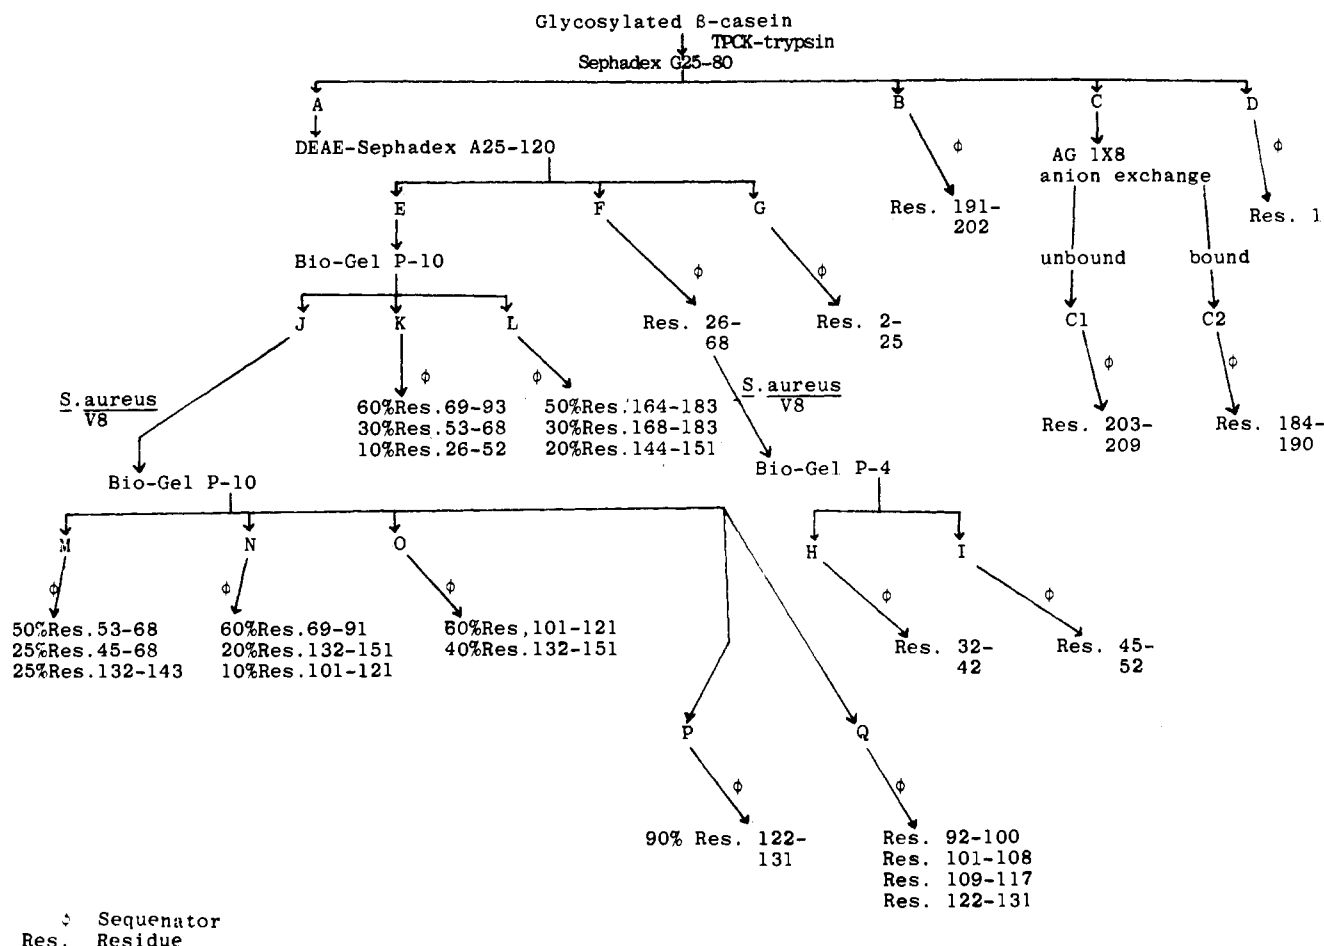 Glycosylated ß-casein
TPCK-trypsin
Sephadex G25-80
A
B
C
D
DEAE-Sephadex A25-120
ϕ
ϕ
AG 1X8
anion exchange
E
F
G
Res. 191-
202
Res. 1
Bio-Gel P-10
ϕ
ϕ
unbound
bound
J
K
L
Res. 26-
68
Res. 2-
25
C1
C2
S.aureus
V8
ϕ
ϕ
S.aureus
V8
ϕ
ϕ
60%Res.69-93
30%Res.53-68
10%Res.26-52
50%Res.164-183
30%Res.168-183
20%Res.144-151
Res. 203-
209
Res. 184-
190
Bio-Gel P-10
Bio-Gel P-4
M
N
O
H
I
ϕ
ϕ
ϕ
ϕ
ϕ
50%Res.53-68
25%Res.45-68
25%Res.132-143
60%Res.69-91
20%Res.132-151
10%Res.101-121
60%Res,101-121
40%Res.132-151
Res. 32-
42
Res. 45-
52
P
Q
ϕ
ϕ
90% Res. 122-
131
Res. 92-100
Res. 101-108
Res. 109-117
Res. 122-131
ϕ Sequenator
Res. Residue